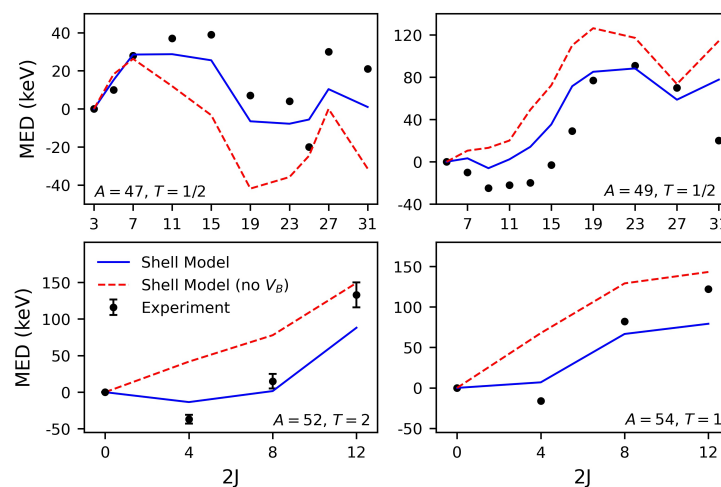 MED (keV)
40
20
0
-20
-40
A = 47, T = 1/2
3 7 11 15 19 23 27 31
120
80
40
0
-40
A = 49, T = 1/2
7 11 15 19 23 27 31
MED (keV)
150
100
50
0
-50
Shell Model
Shell Model (no V_B)
Experiment
A = 52, T = 2
0 4 8 12
2J
150
100
50
0
-50
A = 54, T = 1
0 4 8 12
2J